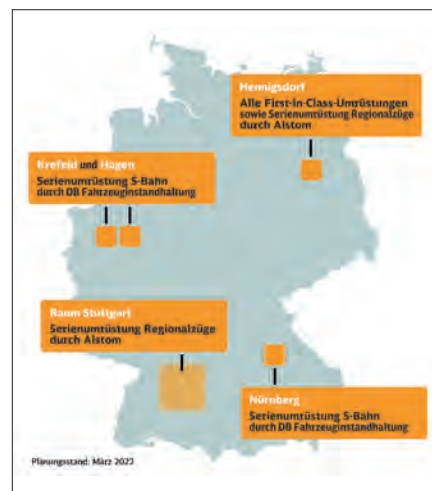 Hennigsdorf
Alle First-in-Class-Umrüstungen
sowie Serienumrüstung Regionalzüge
durch Alstom
Krefeld und Hagen
Serienumrüstung S-Bahn
durch DB Fahrzeuginstandhaltung
Raum Stuttgart
Serienumrüstung Regionalzüge
durch Alstom
Nürnberg
Serienumrüstung S-Bahn
durch DB Fahrzeuginstandhaltung
Planungsstand: März 2022